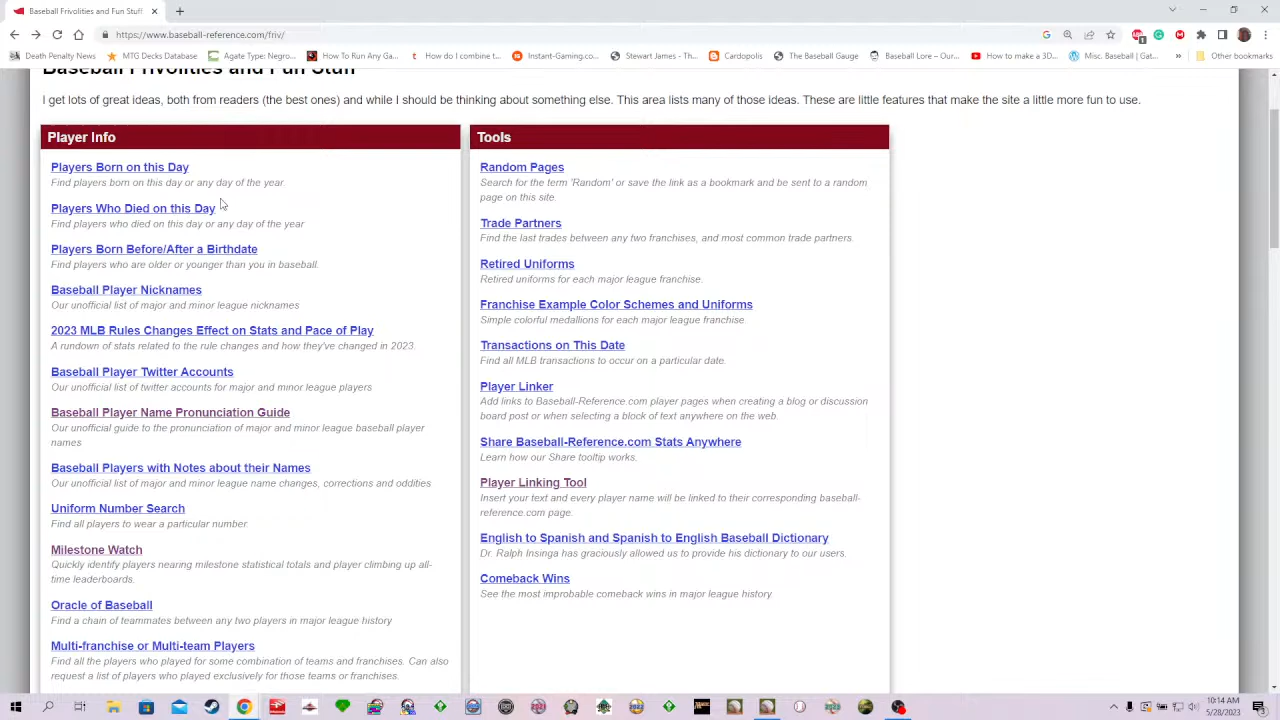 Baseball Frivolities and Fun Stuff
https://www.baseball-reference.com/friv/
Death Penalty News
MTG Decks Database
Agate Type: Negro...
How To Run Any Ga...
How do I combine t...
Instant-Gaming.co...
Stewart James - Th...
Cardopolis
The Baseball Gauge
Baseball Lore – Our...
How to make a 3D...
Misc. Baseball | Gat...
Other bookmarks
Baseball Frivolities and Fun Stuff
I get lots of great ideas, both from readers (the best ones) and while I should be thinking about something else. This area lists many of those ideas. These are little features that make the site a little more fun to use.
Player Info
Players Born on this Day
Find players born on this day or any day of the year.
Players Who Died on this Day
Find players who died on this day or any day of the year
Players Born Before/After a Birthdate
Find players who are older or younger than you in baseball.
Baseball Player Nicknames
Our unofficial list of major and minor league nicknames
2023 MLB Rules Changes Effect on Stats and Pace of Play
A rundown of stats related to the rule changes and how they've changed in 2023.
Baseball Player Twitter Accounts
Our unofficial list of twitter accounts for major and minor league players
Baseball Player Name Pronunciation Guide
Our unofficial guide to the pronunciation of major and minor league baseball player
names
Baseball Players with Notes about their Names
Our unofficial list of major and minor league name changes, corrections and oddities
Uniform Number Search
Find all players to wear a particular number.
Milestone Watch
Quickly identify players nearing milestone statistical totals and player climbing up all-
time leaderboards.
Oracle of Baseball
Find a chain of teammates between any two players in major league history
Multi-franchise or Multi-team Players
Find all the players who played for some combination of teams and franchises. Can also
request a list of players who played exclusively for those teams or franchises.
Tools
Random Pages
Search for the term 'Random' or save the link as a bookmark and be sent to a random
page on this site.
Trade Partners
Find the last trades between any two franchises, and most common trade partners.
Retired Uniforms
Retired uniforms for each major league franchise.
Franchise Example Color Schemes and Uniforms
Simple colorful medallions for each major league franchise.
Transactions on This Date
Find all MLB transactions to occur on a particular date.
Player Linker
Add links to Baseball-Reference.com player pages when creating a blog or discussion
board post or when selecting a block of text anywhere on the web.
Share Baseball-Reference.com Stats Anywhere
Learn how our Share tooltip works.
Player Linking Tool
Insert your text and every player name will be linked to their corresponding baseball-
reference.com page.
English to Spanish and Spanish to English Baseball Dictionary
Dr. Ralph Insinga has graciously allowed us to provide his dictionary to our users.
Comeback Wins
See the most improbable comeback wins in major league history
10:14 AM
5/28/2023